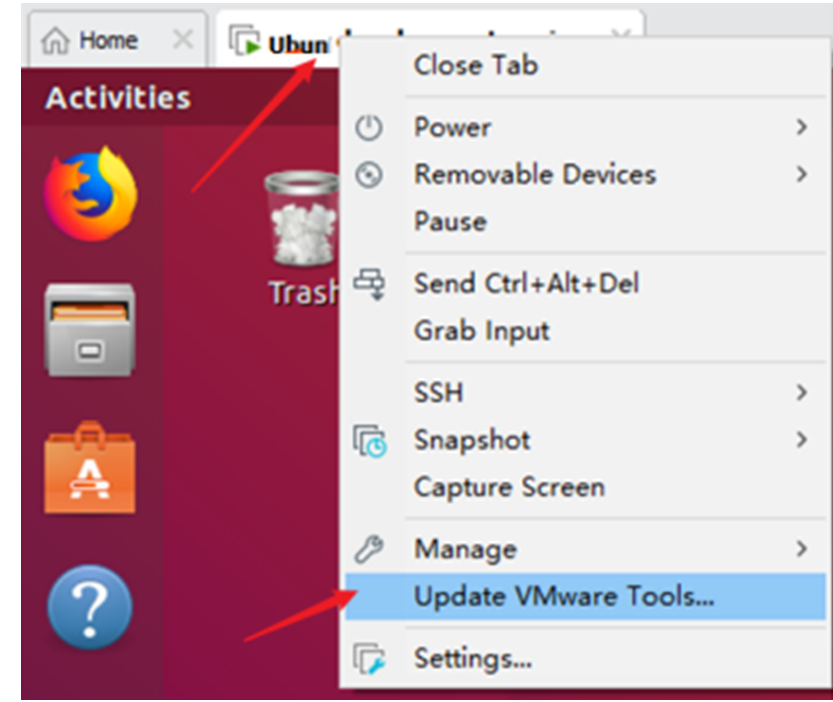 Home
Ubun
Close Tab
Activities
Power
Removable Devices
Pause
Trash
Send Ctrl+Alt+Del
Grab Input
SSH
Snapshot
Capture Screen
Manage
Update VMware Tools...
Settings...